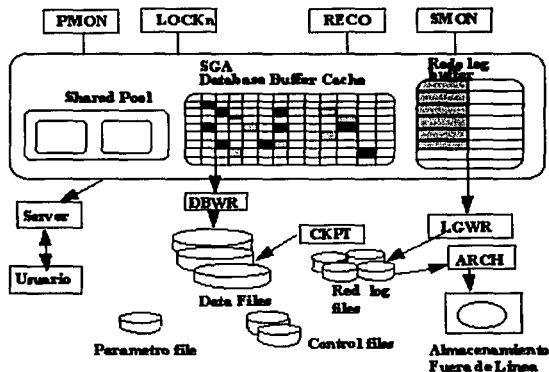 PMON
LOCKn
RECO
SMON
SGA
Database Buffer Cache
Redo log
buffer
Shared Pool
DBWR
Server
CKPT
LGWR
ARCH
Usuario
Data Files
Red log
files
Parametro file
Control files
Almacenamiento
Fuera de Linea